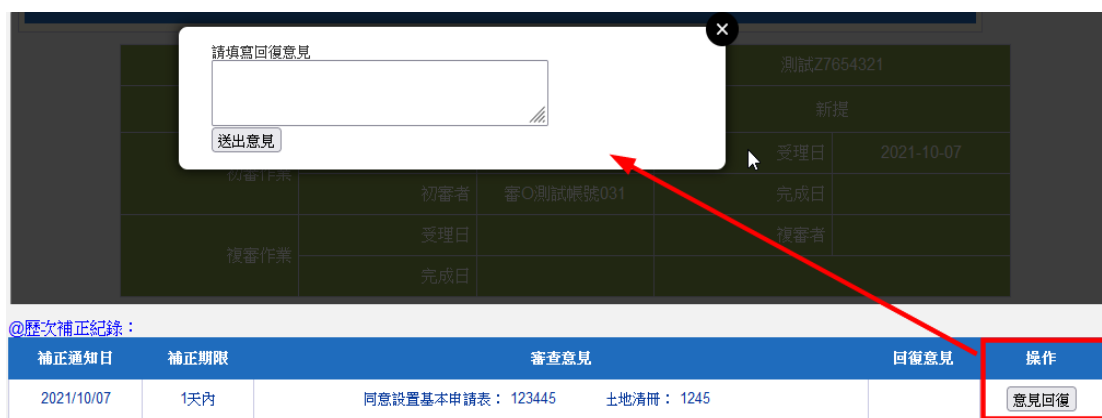 請填寫回復意見
送出意見
測試Z7654321
新提
受理日 2021-10-07
初審作業
初審者 審O測試帳號031 完成日
受理日 複審者
複審作業
完成日
@歷次補正紀錄：
補正通知日 補正期限 審查意見 回復意見 操作
2021/10/07 1天內 同意設置基本申請表： 123445 土地清冊： 1245 意見回復